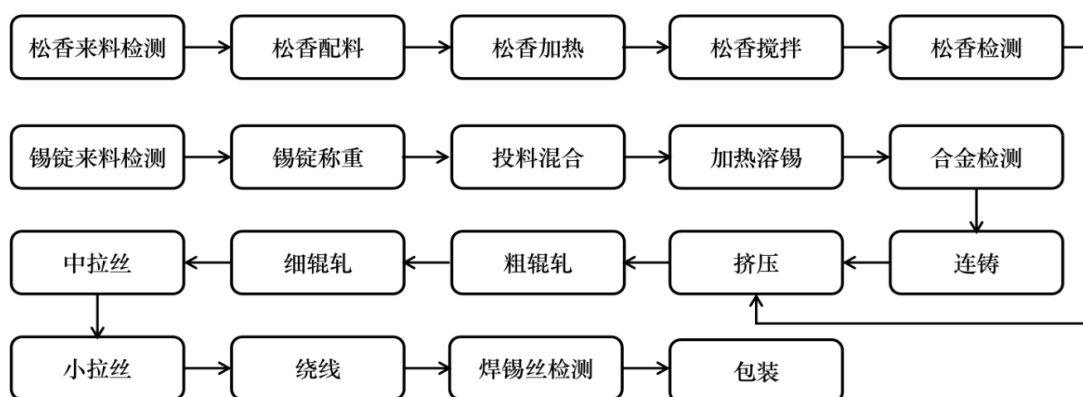 松香来料检测 松香配料 松香加热 松香搅拌 松香检测
锡锭来料检测 锡锭称重 投料混合 加热溶锡 合金检测
中拉丝 细辊轧 粗辊轧 挤压 连铸
小拉丝 绕线 焊锡丝检测 包装